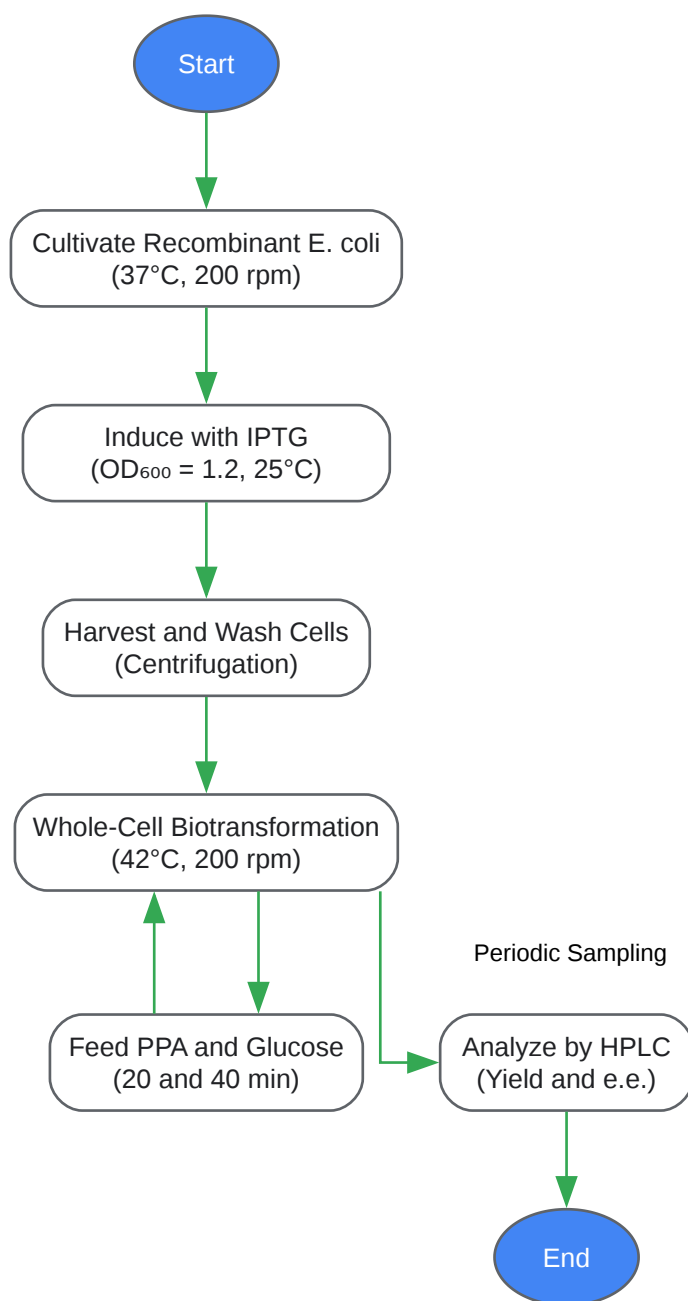 Start
Cultivate Recombinant E. coli
(37°C, 200 rpm)
Induce with IPTG
(OD₆₀₀ = 1.2, 25°C)
Harvest and Wash Cells
(Centrifugation)
Whole-Cell Biotransformation
(42°C, 200 rpm)
Periodic Sampling
Feed PPA and Glucose
(20 and 40 min)
Analyze by HPLC
(Yield and e.e.)
End